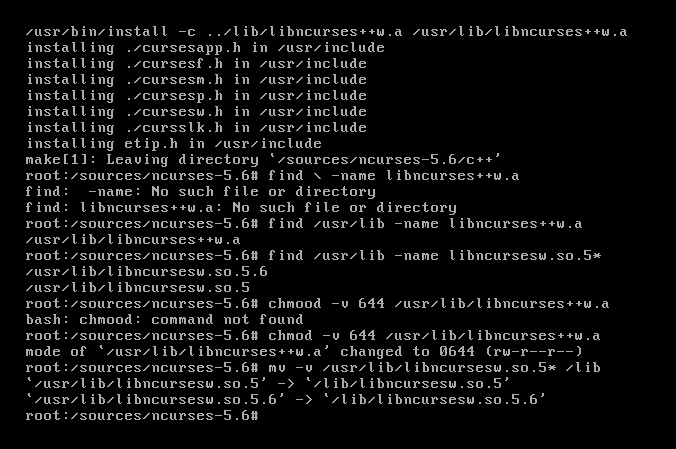 /usr/bin/install -c ../lib/libncurses++w.a /usr/lib/libncurses++w.a
installing ./cursesapp.h in /usr/include
installing ./cursesf.h in /usr/include
installing ./cursesm.h in /usr/include
installing ./cursesp.h in /usr/include
installing ./cursesw.h in /usr/include
installing ./cursslk.h in /usr/include
installing etip.h in /usr/include
make[1]: Leaving directory `/sources/ncurses-5.6/c++'
root:/sources/ncurses-5.6# find \ -name libncurses++w.a
find:  -name: No such file or directory
find: libncurses++w.a: No such file or directory
root:/sources/ncurses-5.6# find /usr/lib -name libncurses++w.a
/usr/lib/libncurses++w.a
root:/sources/ncurses-5.6# find /usr/lib -name libncursesw.so.5*
/usr/lib/libncursesw.so.5.6
/usr/lib/libncursesw.so.5
root:/sources/ncurses-5.6# chmood -v 644 /usr/lib/libncurses++w.a
bash: chmood: command not found
root:/sources/ncurses-5.6# chmod -v 644 /usr/lib/libncurses++w.a
mode of `/usr/lib/libncurses++w.a' changed to 0644 (rw-r--r--)
root:/sources/ncurses-5.6# mv -v /usr/lib/libncursesw.so.5* /lib
`/usr/lib/libncursesw.so.5' -> `/lib/libncursesw.so.5'
`/usr/lib/libncursesw.so.5.6' -> `/lib/libncursesw.so.5.6'
root:/sources/ncurses-5.6#